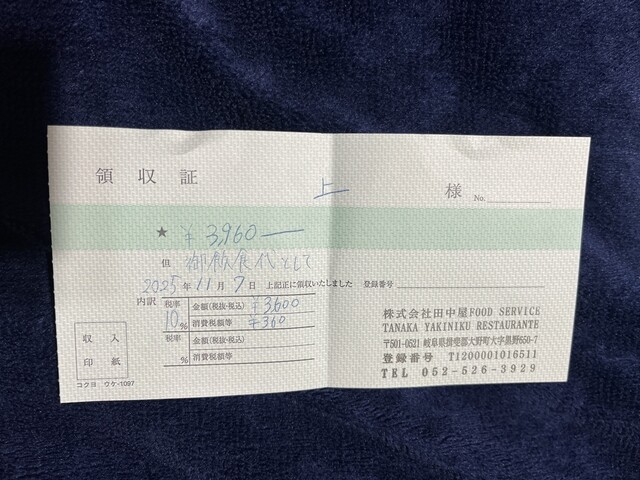 領収証
上 様 No.
★ ¥3,960―
但 御飲食代として
2025年11月7日 上記正に領収いたしました 登録番号
内訳 税率 金額(税抜・税込) ¥3600
10% 消費税額等 ¥360
税率 金額(税抜・税込)
% 消費税額等
収入
印紙
コクヨ ウケ-1097
株式会社田中屋FOOD SERVICE
TANAKA YAKINIKU RESTAURANTE
〒501-0521 岐阜県揖斐郡大野町大字黒野650-7
登録番号 T1200001016511
TEL 052-526-3929